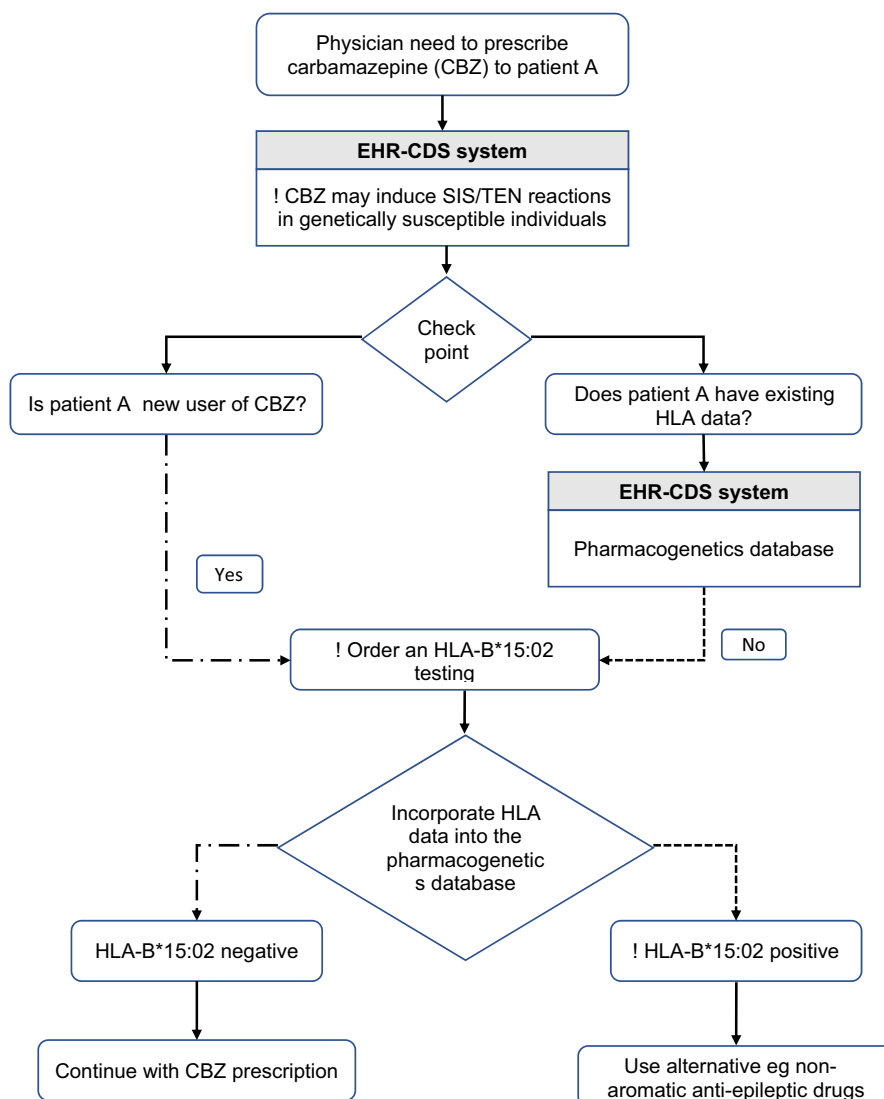 Physician need to prescribe
carbamazepine (CBZ) to patient A
EHR-CDS system
! CBZ may induce SIS/TEN reactions
in genetically susceptible individuals
Check
point
Is patient A  new user of CBZ?
Does patient A have existing
HLA data?
EHR-CDS system
Pharmacogenetics database
Yes
No
! Order an HLA-B*15:02
testing
Incorporate HLA
data into the
pharmacogenetic
s database
HLA-B*15:02 negative
! HLA-B*15:02 positive
Continue with CBZ prescription
Use alternative eg non-
aromatic anti-epileptic drugs